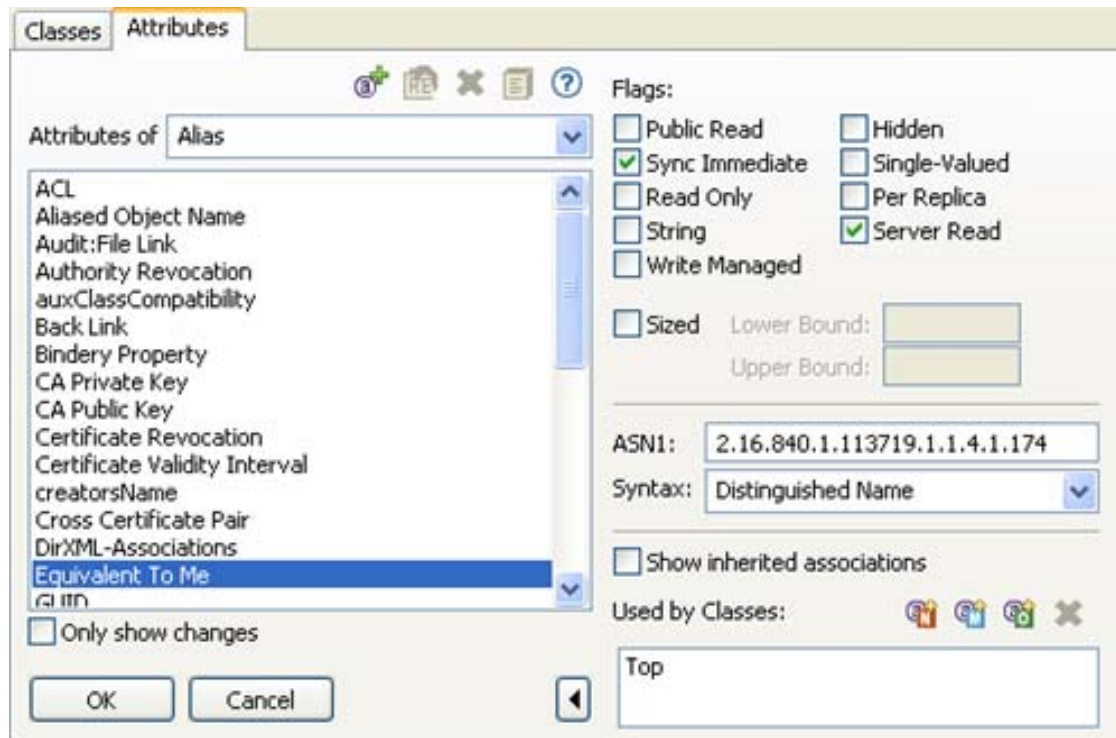 Classes Attributes
Attributes of Alias
ACL
Aliased Object Name
Audit:File Link
Authority Revocation
auxClassCompatibility
Back Link
Bindery Property
CA Private Key
CA Public Key
Certificate Revocation
Certificate Validity Interval
creatorsName
Cross Certificate Pair
DirXML-Associations
Equivalent To Me
GUID
Only show changes
OK Cancel
Flags:
Public Read Hidden
Sync Immediate Single-Valued
Read Only Per Replica
String Server Read
Write Managed
Sized Lower Bound:
Upper Bound:
ASN1: 2.16.840.1.113719.1.1.4.1.174
Syntax: Distinguished Name
Show inherited associations
Used by Classes:
Top